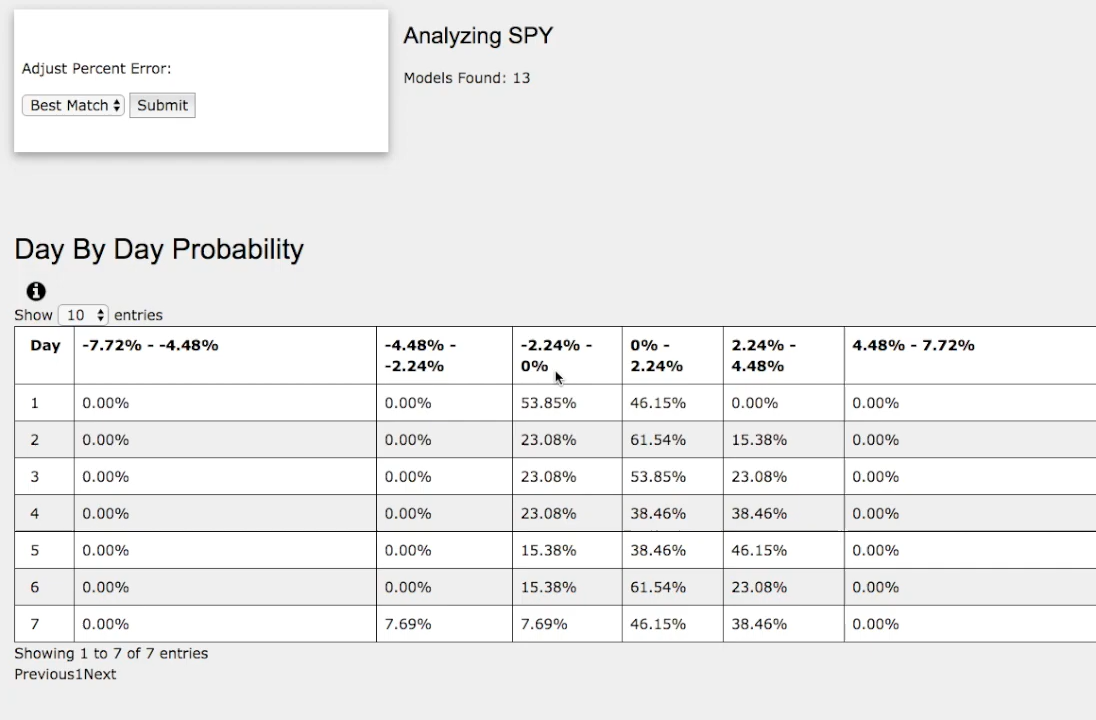 Analyzing SPY
Adjust Percent Error:
Models Found: 13
Best Match Submit
Day By Day Probability
Show 10 entries
Day -7.72% - -4.48% -4.48% - -2.24% -2.24% - 0% 0% - 2.24% 2.24% - 4.48% 4.48% - 7.72%
1 0.00% 0.00% 53.85% 46.15% 0.00% 0.00%
2 0.00% 0.00% 23.08% 61.54% 15.38% 0.00%
3 0.00% 0.00% 23.08% 53.85% 23.08% 0.00%
4 0.00% 0.00% 23.08% 38.46% 38.46% 0.00%
5 0.00% 0.00% 15.38% 38.46% 46.15% 0.00%
6 0.00% 0.00% 15.38% 61.54% 23.08% 0.00%
7 0.00% 7.69% 7.69% 46.15% 38.46% 0.00%
Showing 1 to 7 of 7 entries
Previous1Next